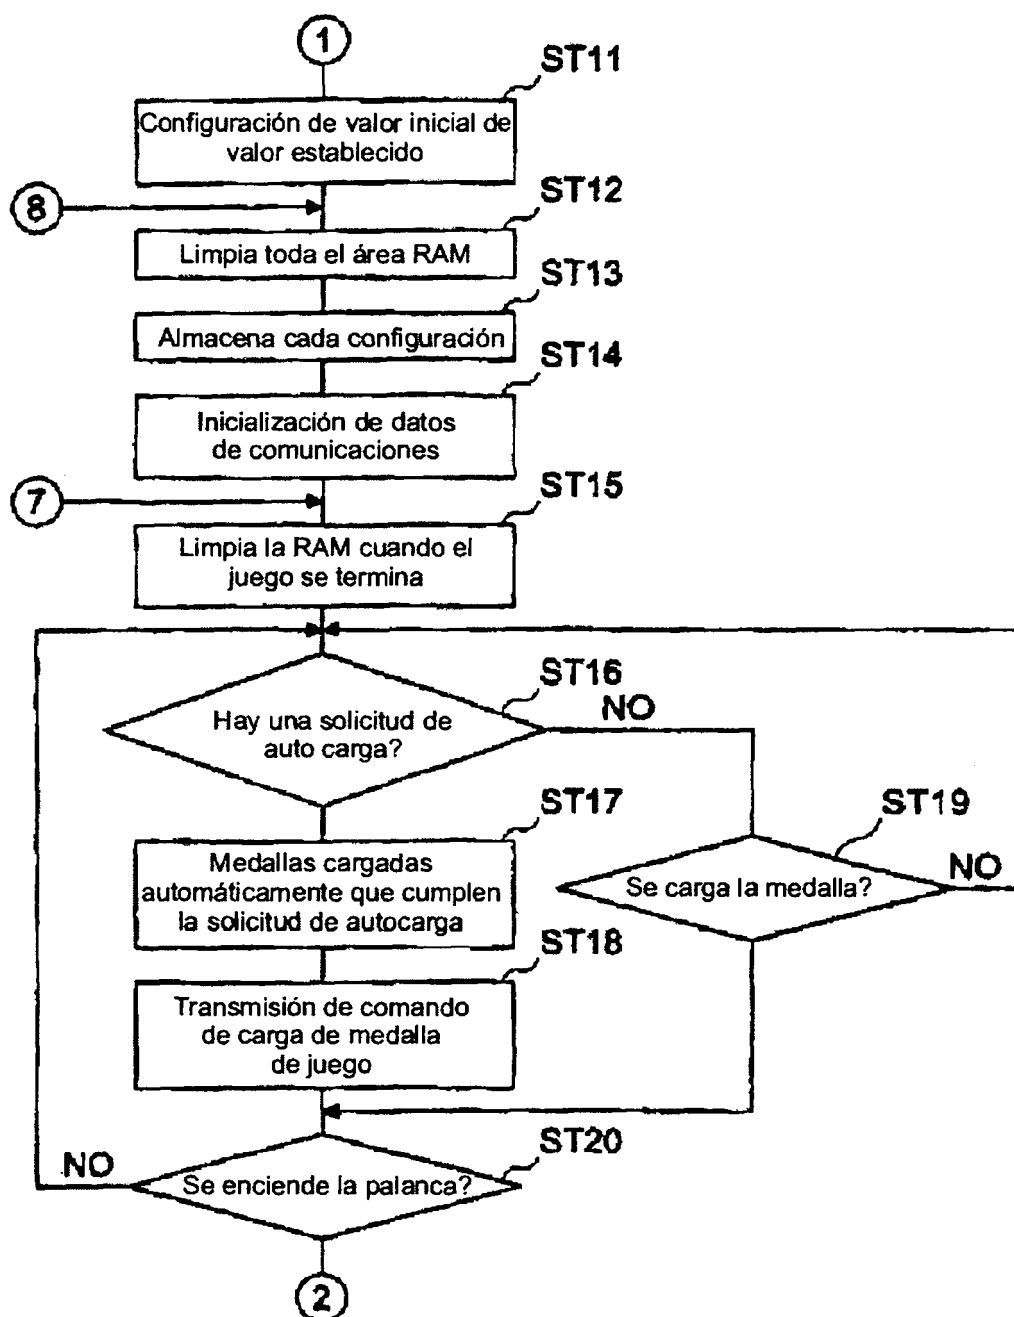 1
ST11
Configuración de valor inicial de
valor establecido
8
ST12
Limpia toda el área RAM
ST13
Almacena cada configuración
ST14
Inicialización de datos
de comunicaciones
7
ST15
Limpia la RAM cuando el
juego se termina
ST16
Hay una solicitud de
auto carga?
NO
ST17
Medallas cargadas
automáticamente que cumplen
la solicitud de autocarga
ST19
Se carga la medalla?
NO
ST18
Transmisión de comando
de carga de medalla
de juego
ST20
Se enciende la palanca?
NO
2